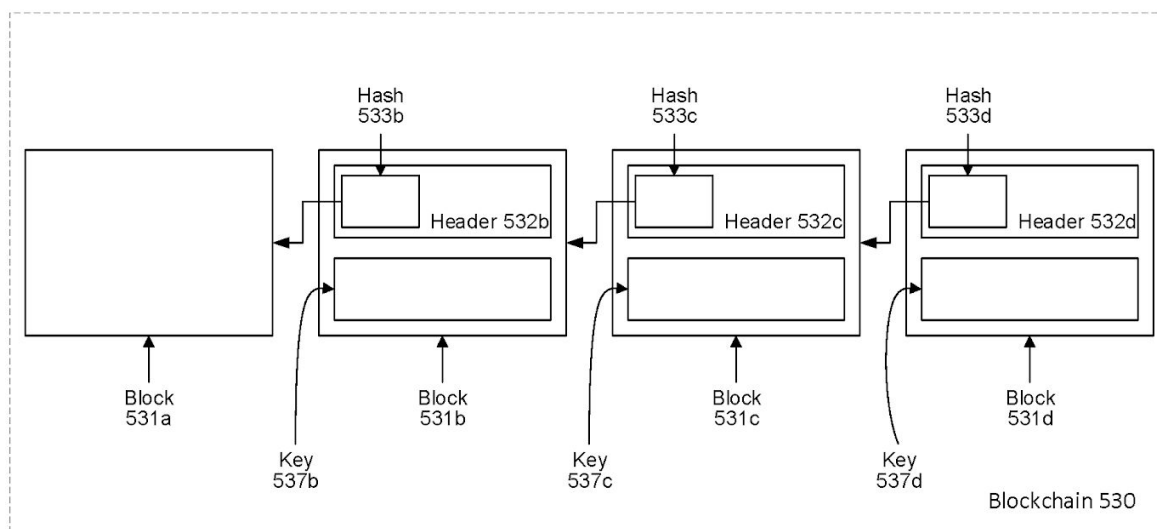 Hash
533b
Hash
533c
Hash
533d
Header 532b
Header 532c
Header 532d
Block
531a
Block
531b
Block
531c
Block
531d
Key
537b
Key
537c
Key
537d
Blockchain 530